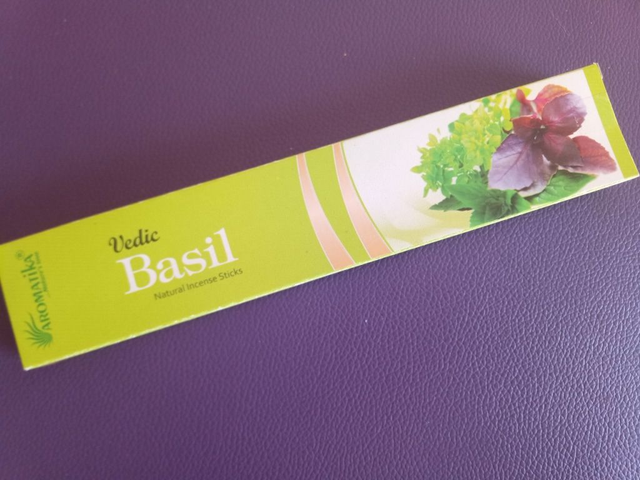 Vedic
Basil
Natural Incense Sticks
AROMATIKA